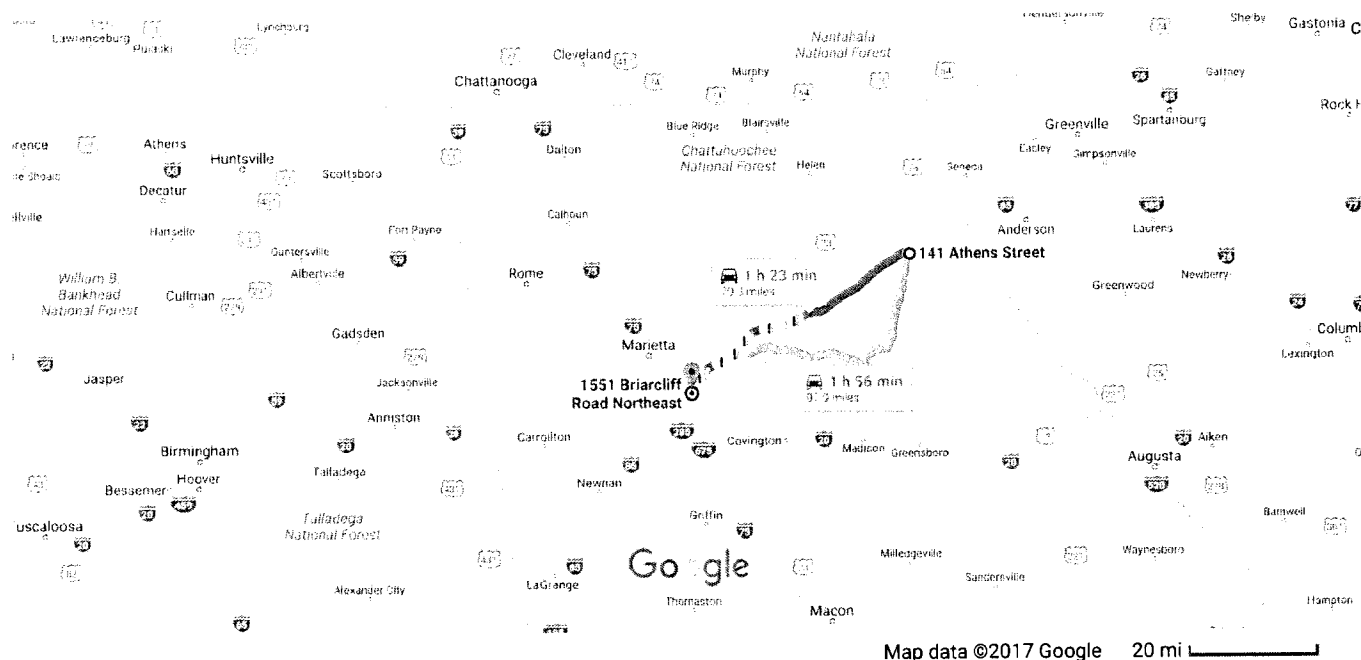 Lawrenceburg
Pulaski
Lynchburg
Shelby
Gastonia
Nantahala
National Forest
Cleveland
Chattanooga
Murphy
Gaffney
Rock H
Spartanburg
Greenville
Blue Ridge
Blairsville
Easley
Simpsonville
Athens
Huntsville
Dalton
Chattahoochee
National Forest
Helen
Seneca
Scottsboro
Decatur
Calhoun
Anderson
Laurens
Hartselle
Fort Payne
Guntersville
Albertville
Rome
1 h 23 min
141 Athens Street
Newberry
Greenwood
William B.
Bankhead
National Forest
Cullman
Gadsden
Marietta
Columb
Lexington
Jasper
Jacksonville
1551 Briarcliff
Road Northeast
1 h 56 min
Anniston
Carrollton
Covington
Madison
Greensboro
Aiken
Augusta
Birmingham
Hoover
Bessemer
Talladega
Newnan
Talladega
National Forest
Griffin
Barnwell
uscaloosa
Milledgeville
Waynesboro
Google
Sandersville
Alexander City
LaGrange
Thomaston
Macon
Hampton
Map data ©2017 Google 20 mi